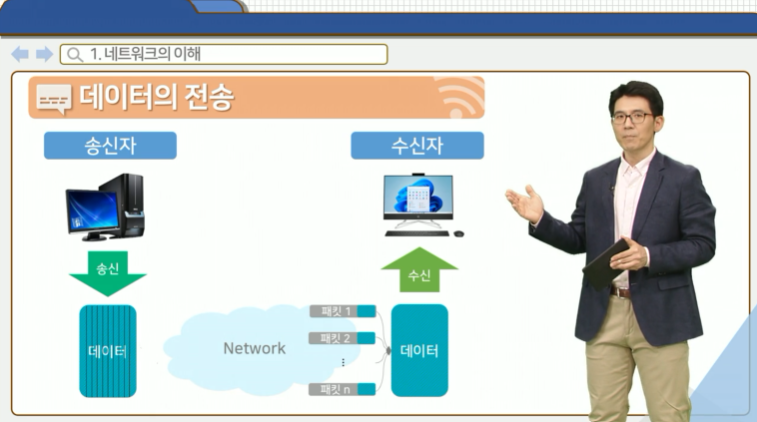 1. 네트워크의 이해
데이터의 전송
송신자
수신자
송신
수신
데이터
Network
패킷 1
패킷 2
⋮
패킷 n
데이터